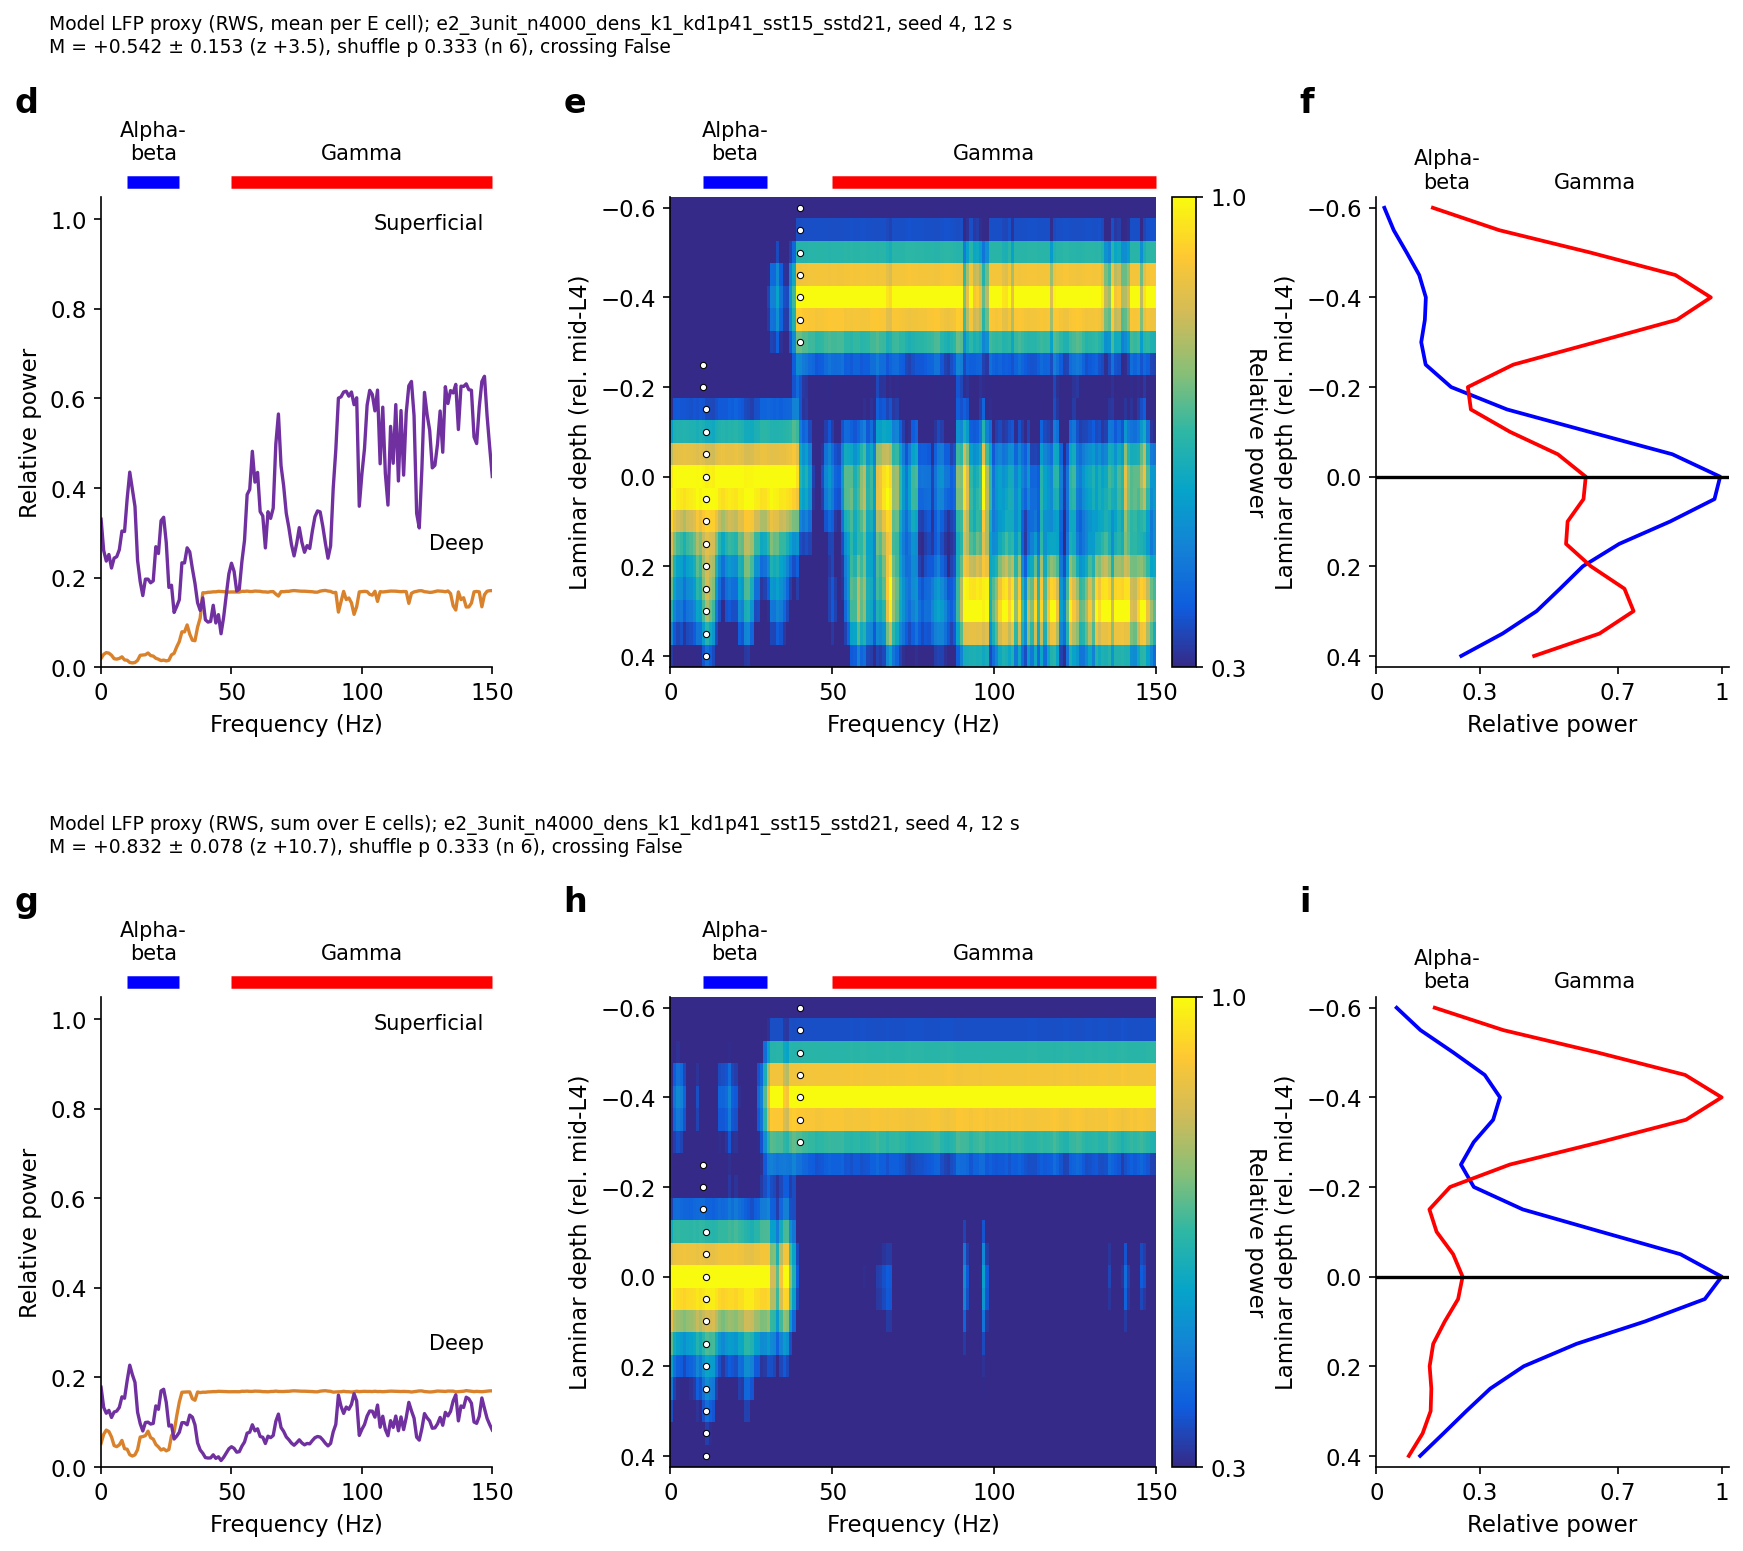 Model LFP proxy (RWS, mean per E cell); e2_3unit_n4000_dens_k1_kd1p41_sst15_sstd21, seed 4, 12 s
M = +0.542 ± 0.153 (z +3.5), shuffle p 0.333 (n 6), crossing False
d
Alpha-
beta
Gamma
Superficial
Deep
1.0
0.8
0.6
0.4
0.2
0.0
Relative power
0
50
100
150
Frequency (Hz)
e
Alpha-
beta
Gamma
−0.6
−0.4
−0.2
0.0
0.2
0.4
Laminar depth (rel. mid-L4)
0
50
100
150
Frequency (Hz)
1.0
0.3
Relative power
f
Alpha-
beta
Gamma
−0.6
−0.4
−0.2
0.0
0.2
0.4
Laminar depth (rel. mid-L4)
0
0.3
0.7
1
Relative power
Model LFP proxy (RWS, sum over E cells); e2_3unit_n4000_dens_k1_kd1p41_sst15_sstd21, seed 4, 12 s
M = +0.832 ± 0.078 (z +10.7), shuffle p 0.333 (n 6), crossing False
g
Alpha-
beta
Gamma
Superficial
Deep
1.0
0.8
0.6
0.4
0.2
0.0
Relative power
0
50
100
150
Frequency (Hz)
h
Alpha-
beta
Gamma
−0.6
−0.4
−0.2
0.0
0.2
0.4
Laminar depth (rel. mid-L4)
0
50
100
150
Frequency (Hz)
1.0
0.3
Relative power
i
Alpha-
beta
Gamma
−0.6
−0.4
−0.2
0.0
0.2
0.4
Laminar depth (rel. mid-L4)
0
0.3
0.7
1
Relative power